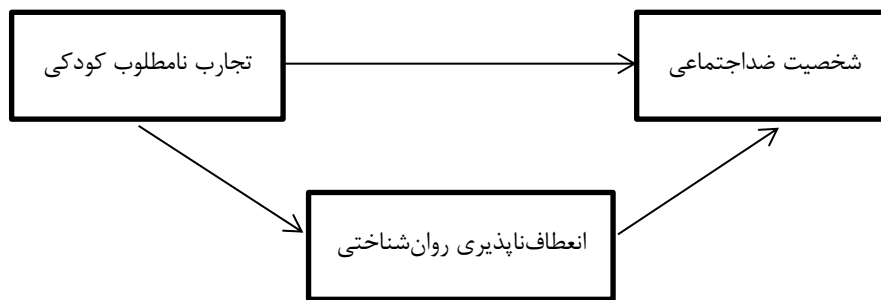 شخصیت ضداجتماعی
تجارب نامطلوب کودکی
انعطاف‌ناپذیری روان‌شناختی